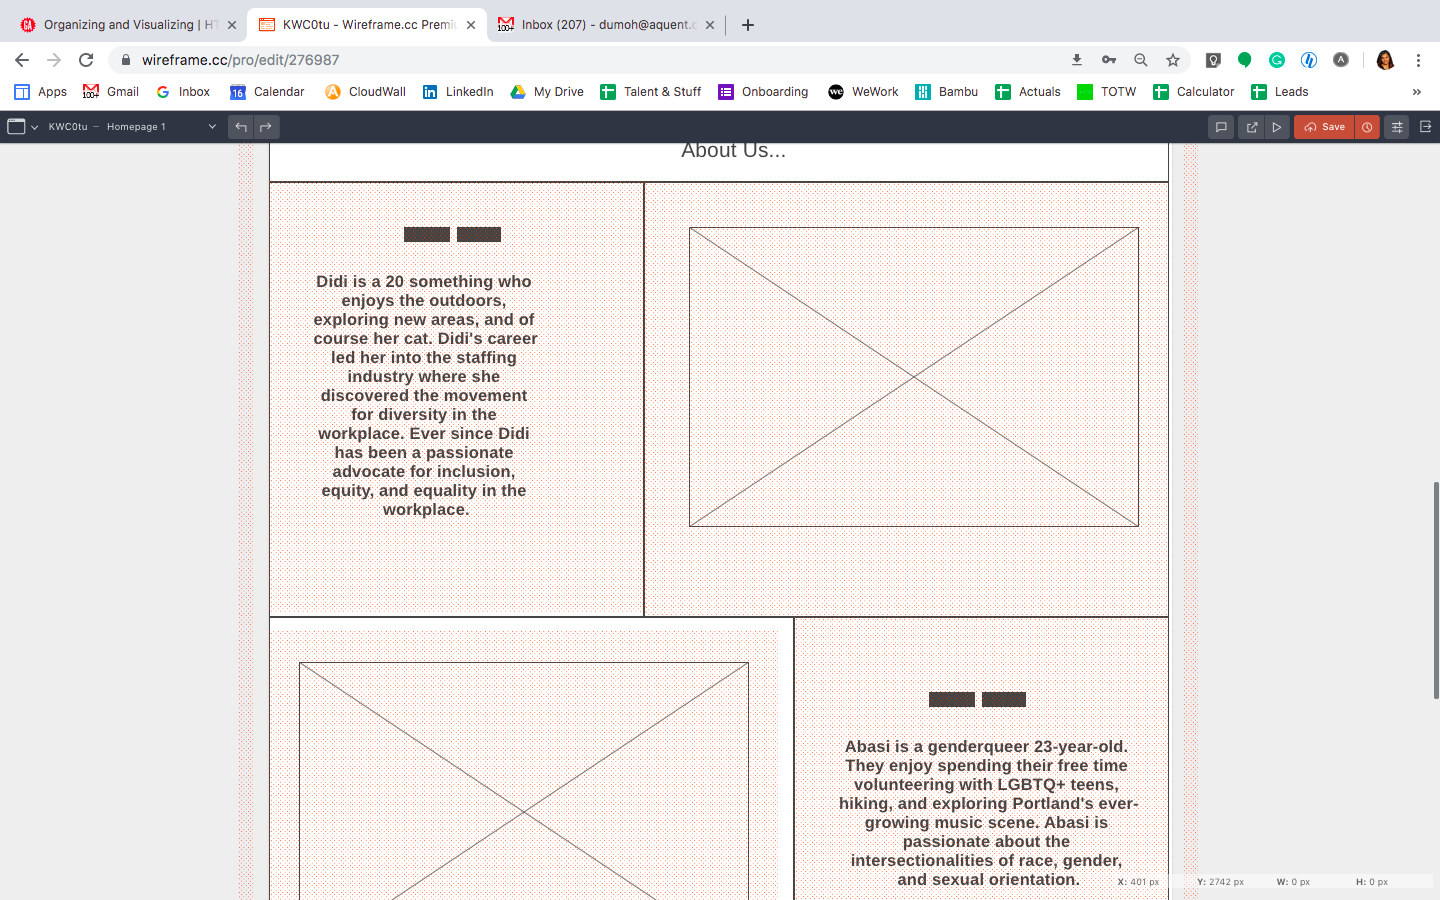 Organizing and Visualizing | HT
KWC0tu - Wireframe.cc Premiu
Inbox (207) - dumoh@aquent.c
wireframe.cc/pro/edit/276987
Apps
Gmail
Inbox
Calendar
CloudWall
LinkedIn
My Drive
Talent & Stuff
Onboarding
WeWork
Bambu
Actuals
TOTW
Calculator
Leads
»
KWC0tu – Homepage 1
Save
About Us...
Didi is a 20 something who
enjoys the outdoors,
exploring new areas, and of
course her cat. Didi's career
led her into the staffing
industry where she
discovered the movement
for diversity in the
workplace. Ever since Didi
has been a passionate
advocate for inclusion,
equity, and equality in the
workplace.
Abasi is a genderqueer 23-year-old.
They enjoy spending their free time
volunteering with LGBTQ+ teens,
hiking, and exploring Portland's ever-
growing music scene. Abasi is
passionate about the
intersectionalities of race, gender,
and sexual orientation.
X: 401 px Y: 2742 px W: 0 px H: 0 px